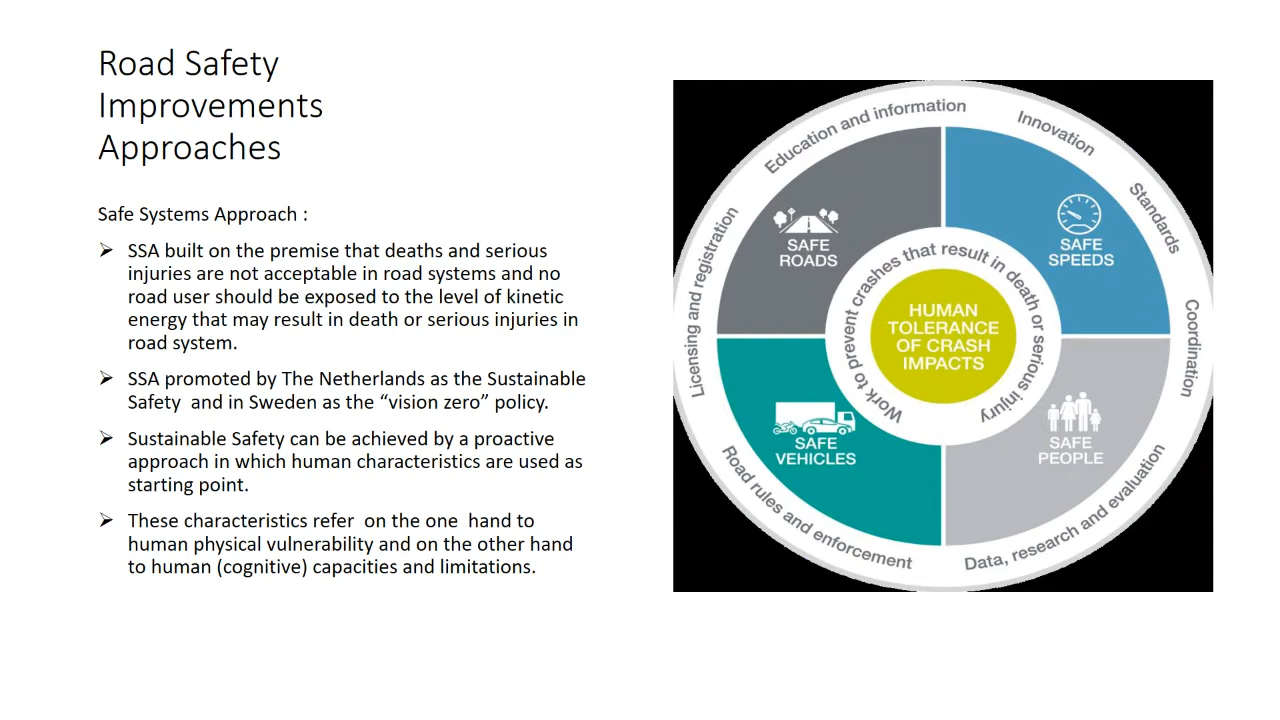 Road Safety
Improvements
Approaches
Safe Systems Approach :
SSA built on the premise that deaths and serious
injuries are not acceptable in road systems and no
road user should be exposed to the level of kinetic
energy that may result in death or serious injuries in
road system.
SSA promoted by The Netherlands as the Sustainable
Safety and in Sweden as the “vision zero” policy.
Sustainable Safety can be achieved by a proactive
approach in which human characteristics are used as
starting point.
These characteristics refer on the one hand to
human physical vulnerability and on the other hand
to human (cognitive) capacities and limitations.
Education and information
Innovation
Standards
Coordination
Data, research and evaluation
Road rules and enforcement
Licensing and registration
SAFE
ROADS
SAFE
SPEEDS
SAFE
VEHICLES
SAFE
PEOPLE
Work to prevent crashes that result in death or serious injury
HUMAN
TOLERANCE
OF CRASH
IMPACTS